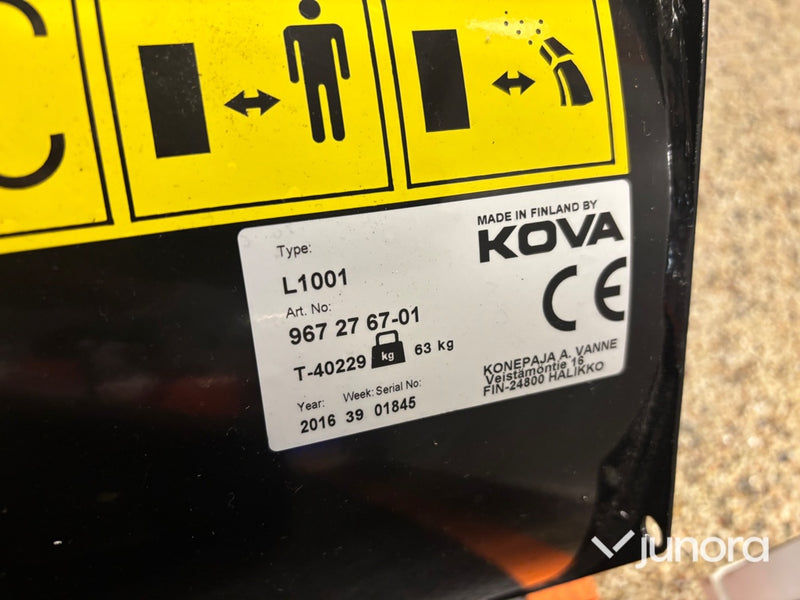 MADE IN FINLAND BY
KOVA
CE
Type:
L1001
Art. No:
967 27 67-01
T-40229 kg 63 kg
Year: Week: Serial No:
2016 39 01845
KONEPAJA A. VANNE
Veistämöntie 16
FIN-24800 HALIKKO
junora